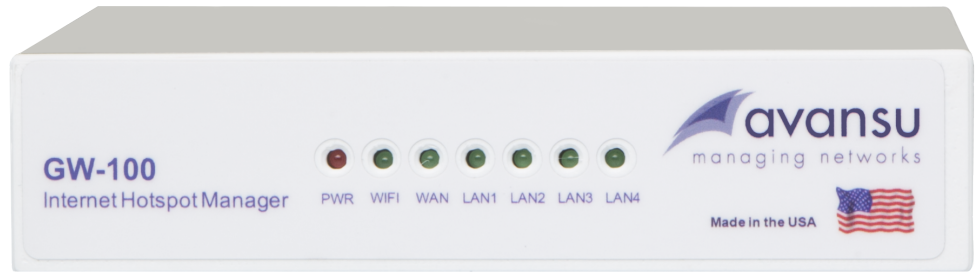 GW-100
Internet Hotspot Manager
PWR WIFI WAN LAN1 LAN2 LAN3 LAN4
avansu
managing networks
Made in the USA